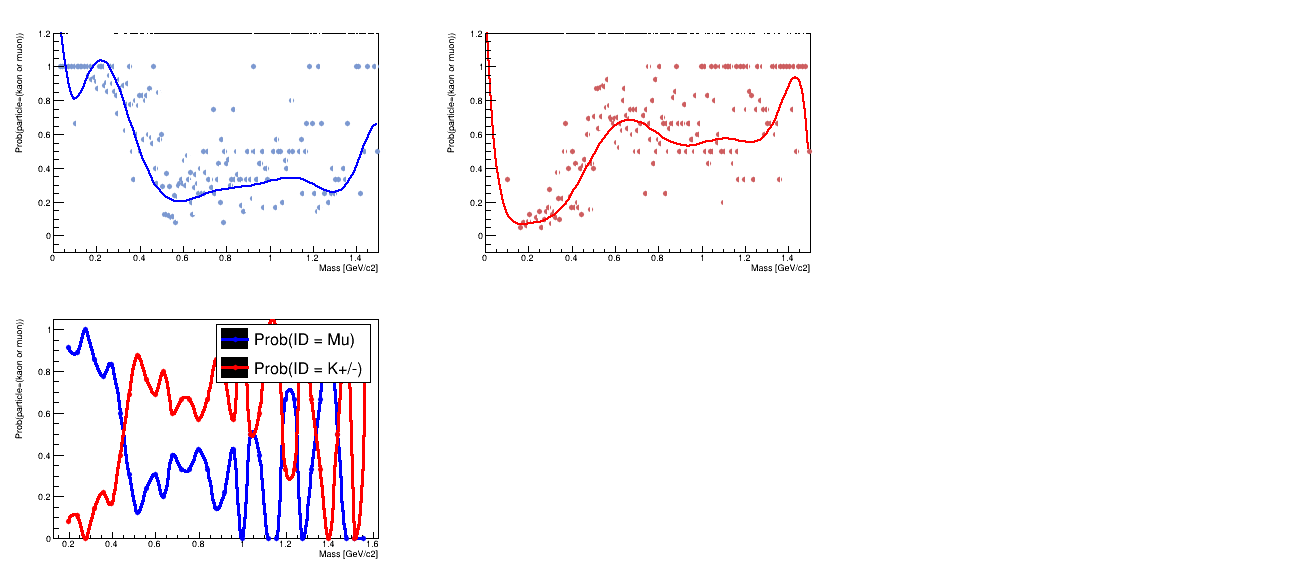 Prob(particle=(kaon or muon))
1.2
1
0.8
0.6
0.4
0.2
0
0 0.2 0.4 0.6 0.8 1 1.2 1.4
Mass [GeV/c2]
Prob(particle=(kaon or muon))
1.2
1
0.8
0.6
0.4
0.2
0
0 0.2 0.4 0.6 0.8 1 1.2 1.4
Mass [GeV/c2]
Prob(particle=(kaon or muon))
1
0.8
0.6
0.4
0.2
0
Prob(ID = Mu)
Prob(ID = K+/-)
0.2 0.4 0.6 0.8 1 1.2 1.4 1.6
Mass [GeV/c2]